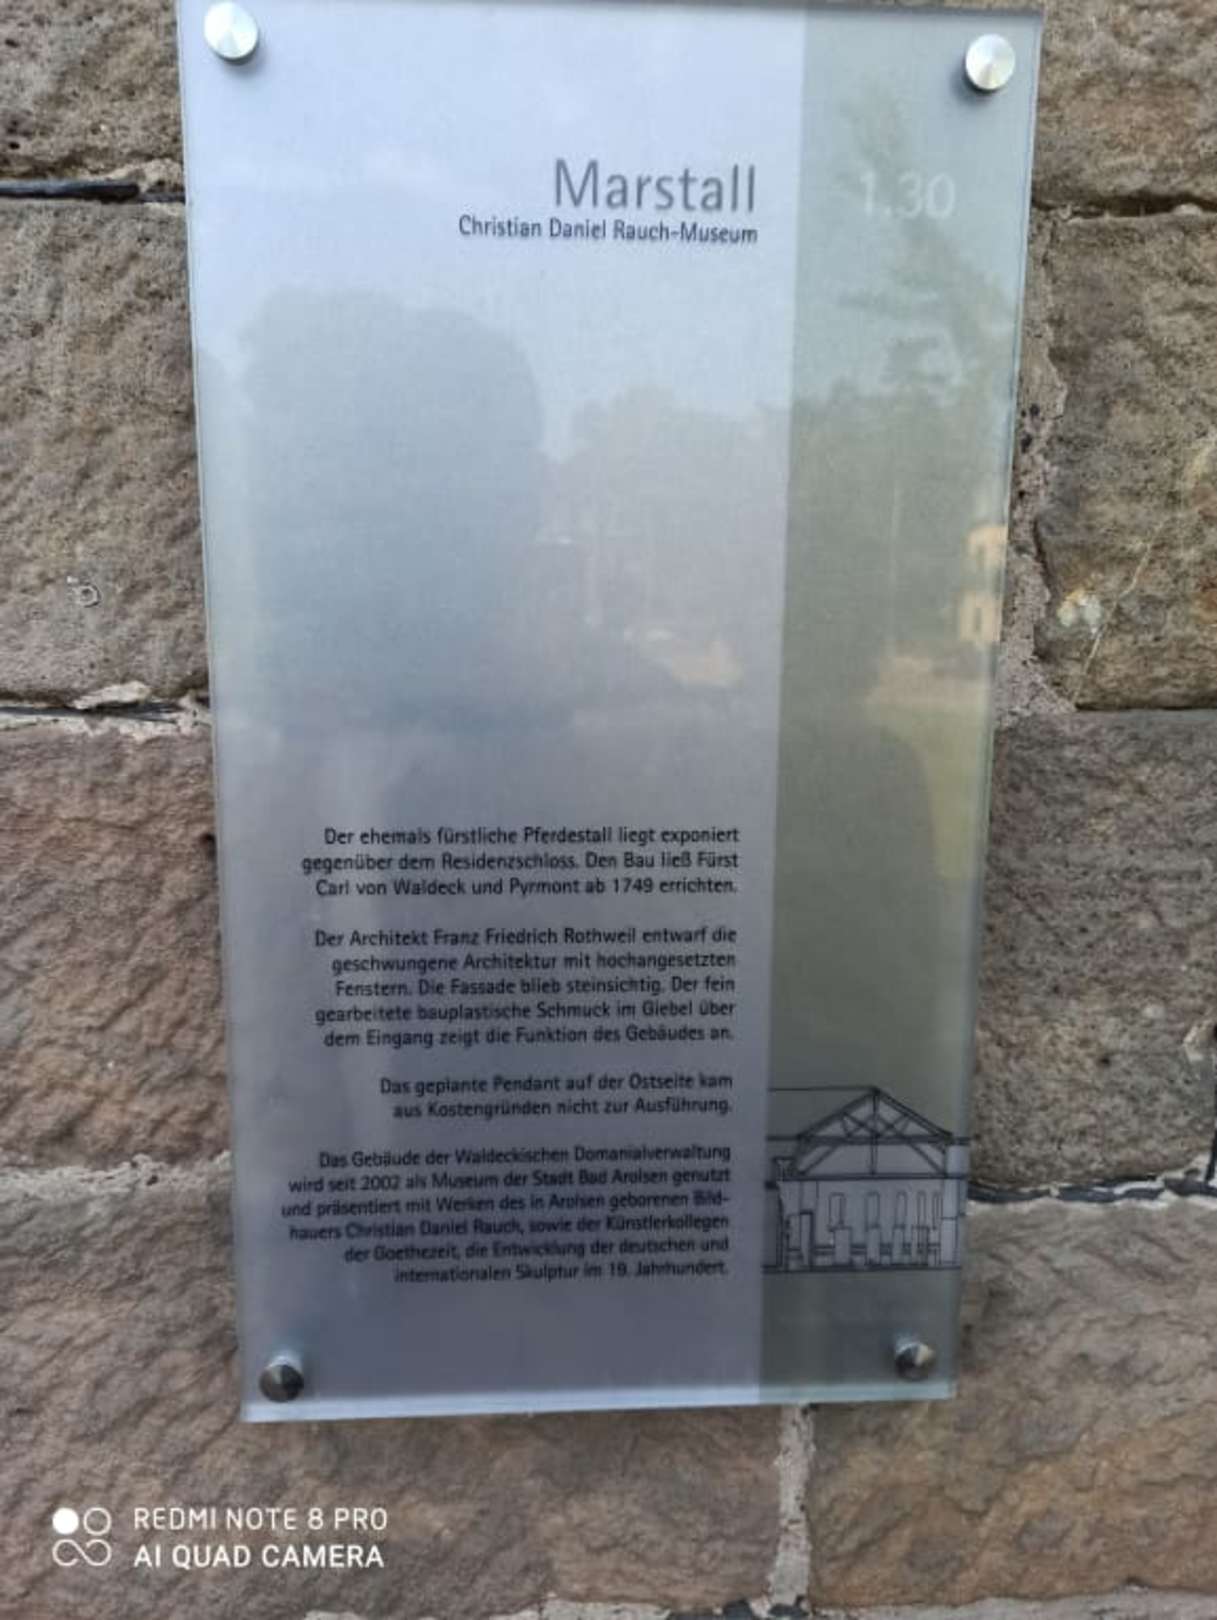 Marstall
1.30
Christian Daniel Rauch-Museum
Der ehemals fürstliche Pferdestall liegt exponiert
gegenüber dem Residenzschloss. Den Bau ließ Fürst
Carl von Waldeck und Pyrmont ab 1749 errichten.
Der Architekt Franz Friedrich Rothweil entwarf die
geschwungene Architektur mit hochangesetzten
Fenstern. Die Fassade blieb steinsichtig. Der fein
gearbeitete bauplastische Schmuck im Giebel über
dem Eingang zeigt die Funktion des Gebäudes an.
Das geplante Pendant auf der Ostseite kam
aus Kostengründen nicht zur Ausführung.
Das Gebäude der Waldeckischen Domanialverwaltung
wird seit 2002 als Museum der Stadt Bad Arolsen genutzt
und präsentiert mit Werken des in Arolsen geborenen Bild-
hauers Christian Daniel Rauch, sowie der Künstlerkollegen
der Goethezeit, die Entwicklung der deutschen und
internationalen Skulptur im 19. Jahrhundert.
REDMI NOTE 8 PRO
AI QUAD CAMERA